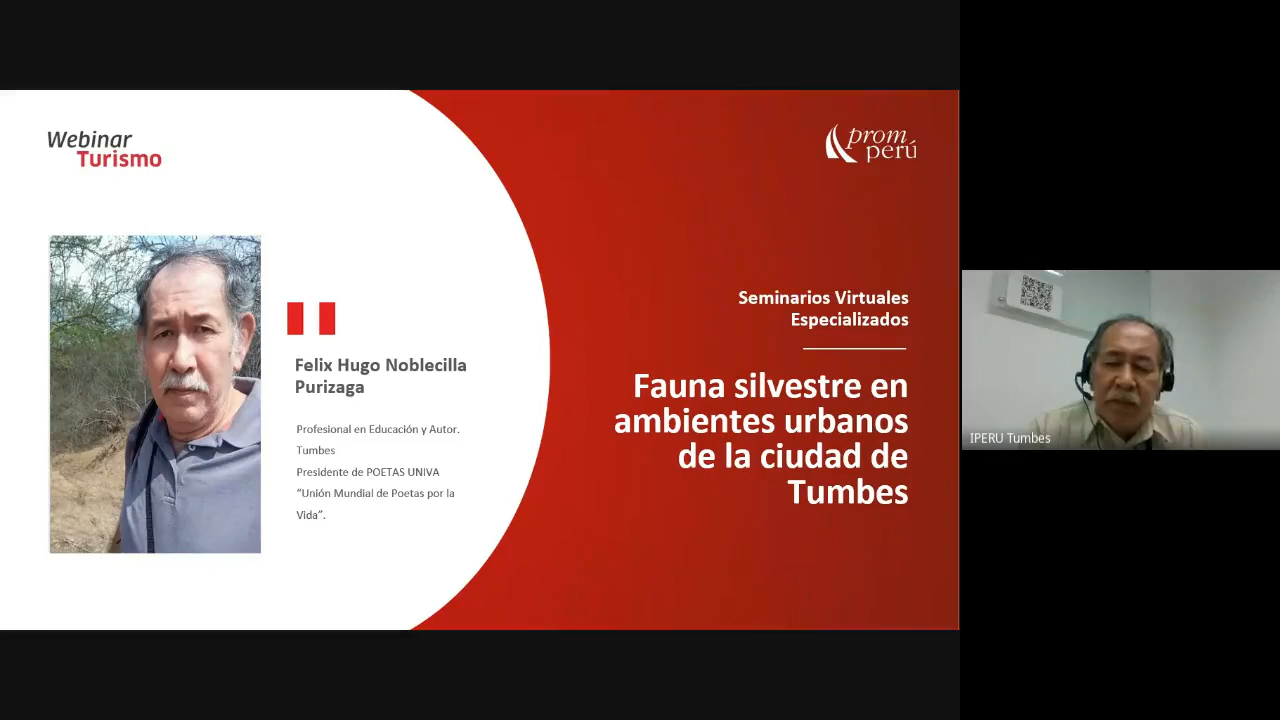 Webinar
Turismo
prom
perú
Felix Hugo Noblecilla
Purizaga
Profesional en Educación y Autor.
Tumbes
Presidente de POETAS UNIVA
“Unión Mundial de Poetas por la
Vida”.
Seminarios Virtuales
Especializados
Fauna silvestre en
ambientes urbanos
de la ciudad de
Tumbes
IPERU Tumbes